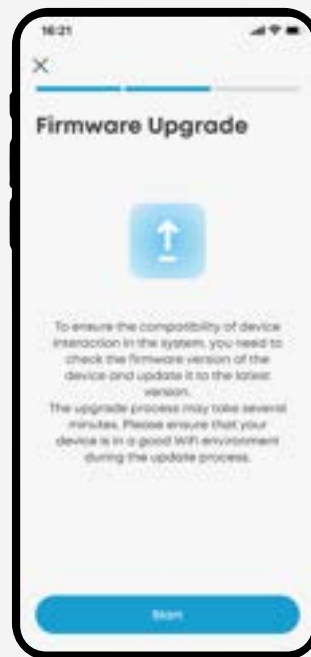 16:21
Firmware Upgrade
To ensure the compatibility of device
interaction in the system, you need to
check the firmware version of the
device and update it to the latest
version.
The upgrade process may take several
minutes. Please ensure that your
device is in a good WiFi environment
during the update process.
Start